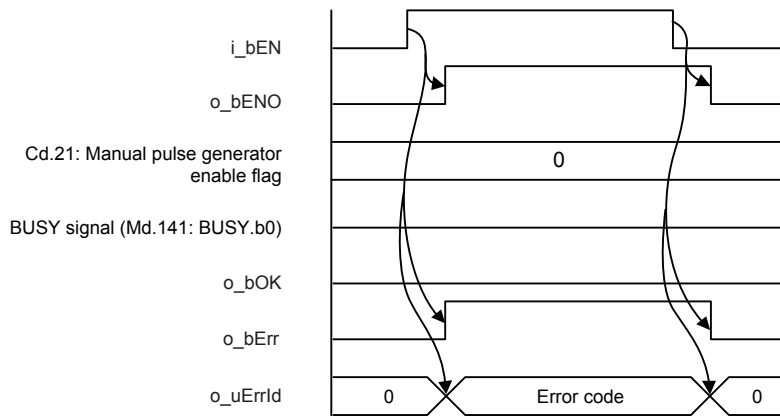 i_bEN
o_bENO
Cd.21: Manual pulse generator
enable flag
0
BUSY signal (Md.141: BUSY.b0)
o_bOK
o_bErr
o_uErrId
0
Error code
0